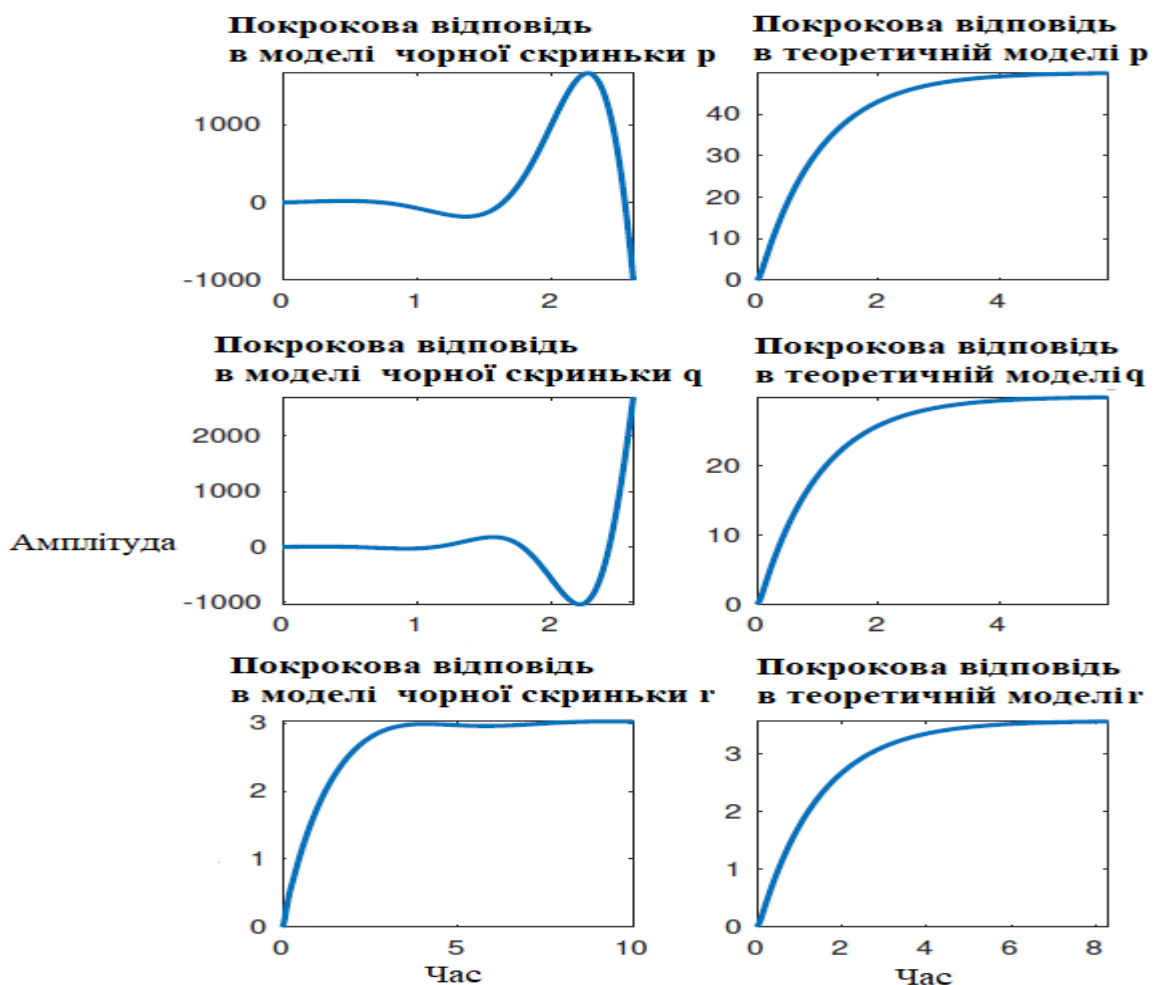 Покрокова відповідь
в моделі чорної скриньки p
Покрокова відповідь
в теоретичній моделі p
1000
0
-1000
0
1
2
40
30
20
10
0
0
2
4
Покрокова відповідь
в моделі чорної скриньки q
Покрокова відповідь
в теоретичній моделі q
Амплітуда
2000
1000
0
-1000
0
1
2
20
10
0
0
2
4
Покрокова відповідь
в моделі чорної скриньки r
Покрокова відповідь
в теоретичній моделі r
3
2
1
0
0
5
10
Час
3
2
1
0
0
2
4
6
8
Час